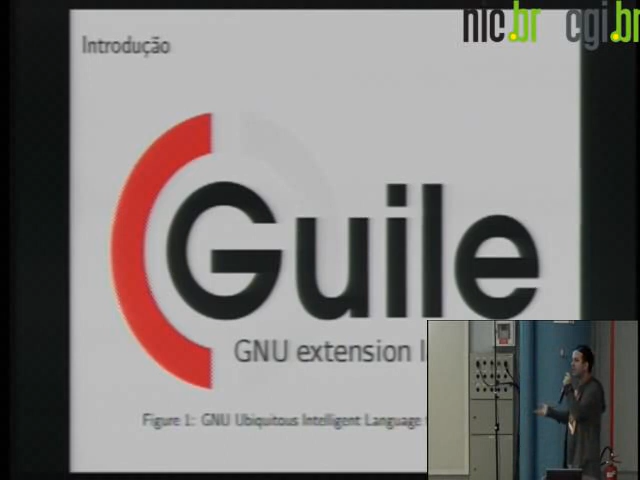 nic.br cgi.br
Introdução
Guile
GNU extension
Figure 1: GNU Ubiquitous Intelligent Language